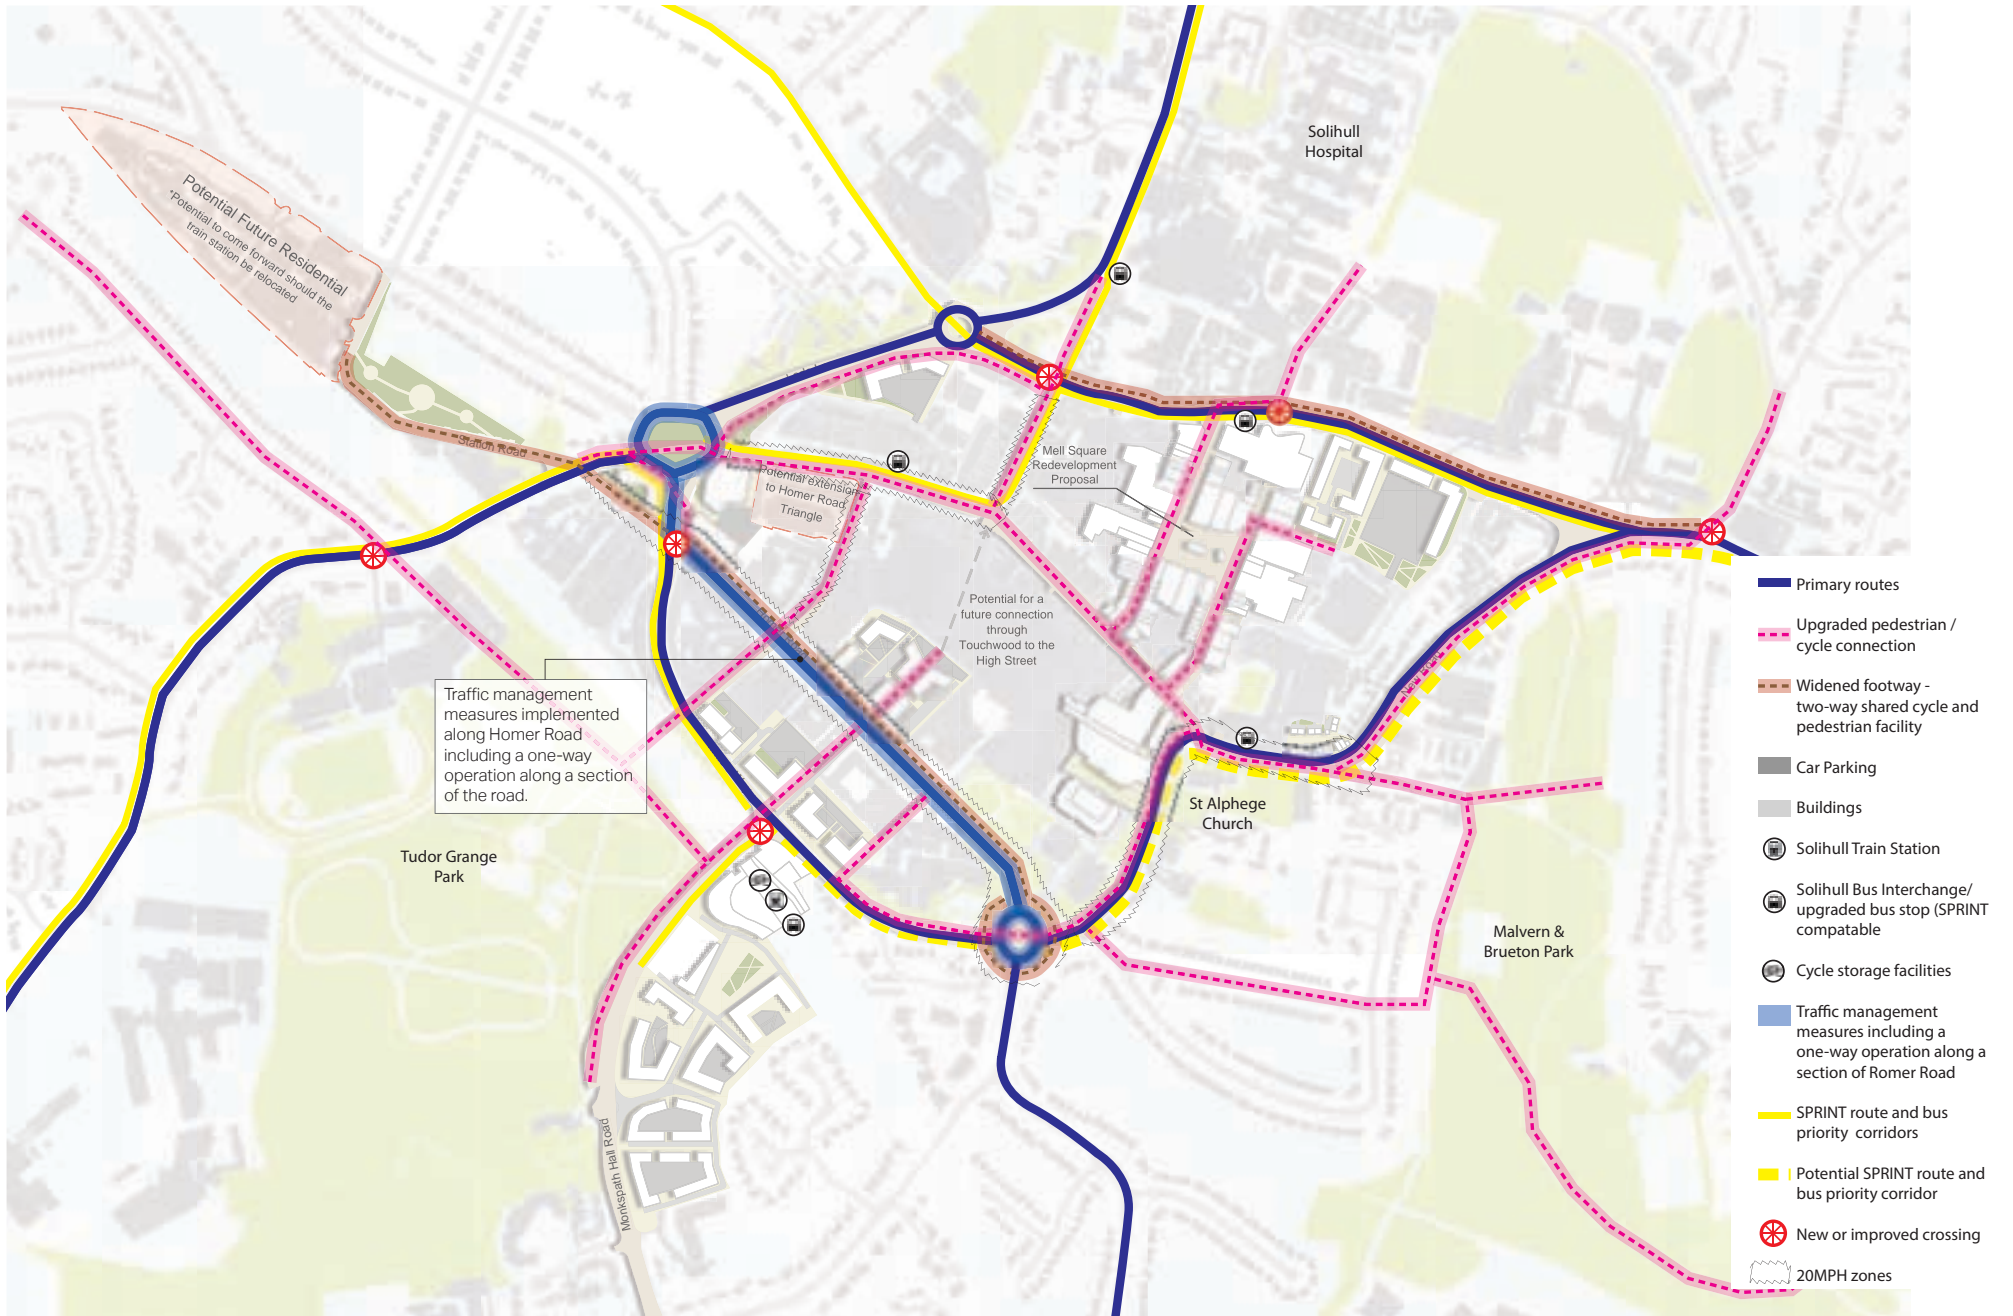 Solihull
Hospital
Potential Future Residential
*Potential to come forward should the
train station be relocated
Station Road
Mell Square
Redevelopment
Proposal
Potential extension
to Homer Road
Triangle
Potential for a
future connection
through
Touchwood to the
High Street
Traffic management
measures implemented
along Homer Road
including a one-way
operation along a section
of the road.
Tudor Grange
Park
St Alphege
Church
Malvern &
Brueton Park
Monkspath Hall Road
Primary routes
Upgraded pedestrian /
cycle connection
Widened footway -
two-way shared cycle and
pedestrian facility
Car Parking
Buildings
Solihull Train Station
Solihull Bus Interchange/
upgraded bus stop (SPRINT
compatable
Cycle storage facilities
Traffic management
measures including a
one-way operation along a
section of Romer Road
SPRINT route and bus
priority corridors
Potential SPRINT route and
bus priority corridor
New or improved crossing
20MPH zones